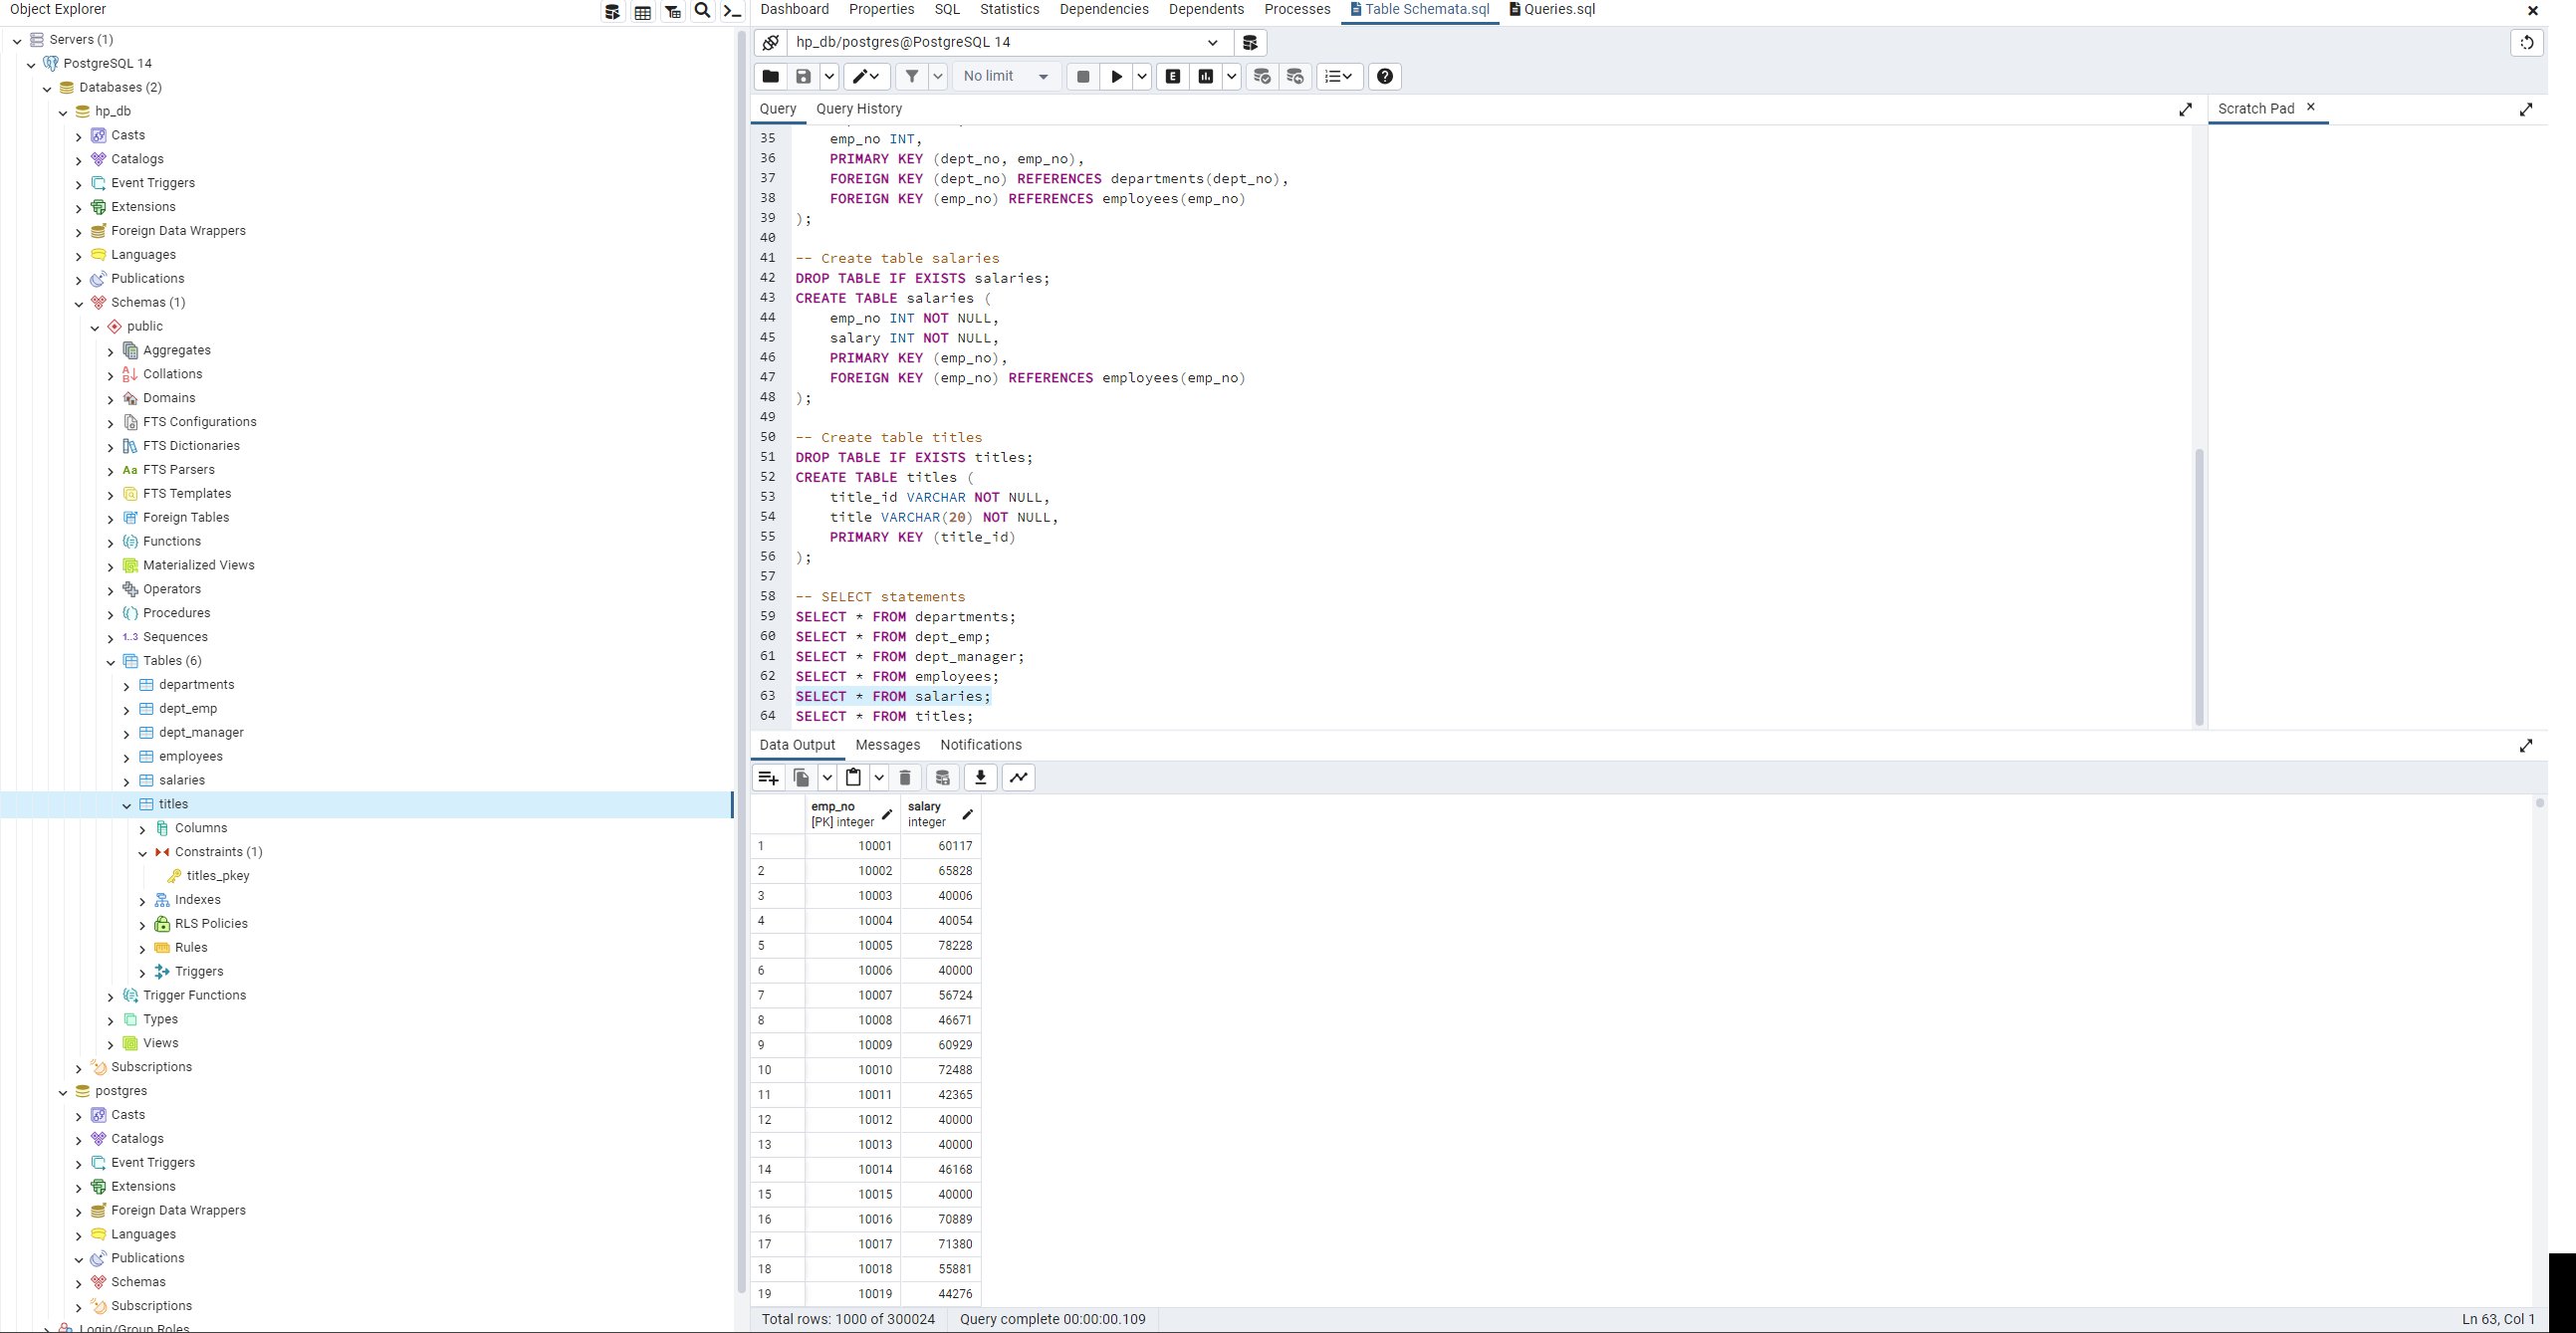 Object Explorer
Servers (1)
PostgreSQL 14
Databases (2)
hp_db
Casts
Catalogs
Event Triggers
Extensions
Foreign Data Wrappers
Languages
Publications
Schemas (1)
public
Aggregates
Collations
Domains
FTS Configurations
FTS Dictionaries
Aa FTS Parsers
FTS Templates
Foreign Tables
Functions
Materialized Views
Operators
Procedures
1..3 Sequences
Tables (6)
departments
dept_emp
dept_manager
employees
salaries
titles
Columns
Constraints (1)
titles_pkey
Indexes
RLS Policies
Rules
Triggers
Trigger Functions
Types
Views
Subscriptions
postgres
Casts
Catalogs
Event Triggers
Extensions
Foreign Data Wrappers
Languages
Publications
Schemas
Subscriptions
Login/Group Roles
Dashboard Properties SQL Statistics Dependencies Dependents Processes Table Schemata.sql Queries.sql
hp_db/postgres@PostgreSQL 14
No limit
Query Query History
Scratch Pad
35 emp_no INT,
36 PRIMARY KEY (dept_no, emp_no),
37 FOREIGN KEY (dept_no) REFERENCES departments(dept_no),
38 FOREIGN KEY (emp_no) REFERENCES employees(emp_no)
39 );
40
41 -- Create table salaries
42 DROP TABLE IF EXISTS salaries;
43 CREATE TABLE salaries (
44 emp_no INT NOT NULL,
45 salary INT NOT NULL,
46 PRIMARY KEY (emp_no),
47 FOREIGN KEY (emp_no) REFERENCES employees(emp_no)
48 );
49
50 -- Create table titles
51 DROP TABLE IF EXISTS titles;
52 CREATE TABLE titles (
53 title_id VARCHAR NOT NULL,
54 title VARCHAR(20) NOT NULL,
55 PRIMARY KEY (title_id)
56 );
57
58 -- SELECT statements
59 SELECT * FROM departments;
60 SELECT * FROM dept_emp;
61 SELECT * FROM dept_manager;
62 SELECT * FROM employees;
63 SELECT * FROM salaries;
64 SELECT * FROM titles;
Data Output Messages Notifications
emp_no salary
[PK] integer integer
1 10001 60117
2 10002 65828
3 10003 40006
4 10004 40054
5 10005 78228
6 10006 40000
7 10007 56724
8 10008 46671
9 10009 60929
10 10010 72488
11 10011 42365
12 10012 40000
13 10013 40000
14 10014 46168
15 10015 40000
16 10016 70889
17 10017 71380
18 10018 55881
19 10019 44276
Total rows: 1000 of 300024 Query complete 00:00:00.109 Ln 63, Col 1